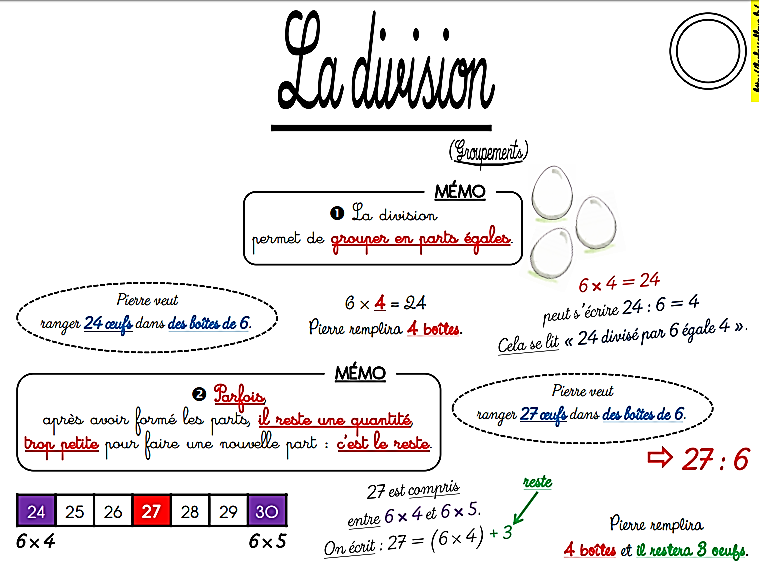 La division
(Groupements)
MÉMO
❶ La division
permet de grouper en parts égales.
Pierre veut
ranger 24 œufs dans des boîtes de 6.
6 × 4 = 24
Pierre remplira 4 boîtes.
6 × 4 = 24
peut s'écrire 24 : 6 = 4
Cela se lit « 24 divisé par 6 égale 4 ».
MÉMO
❷ Parfois,
après avoir formé les parts, il reste une quantité,
trop petite pour faire une nouvelle part : c'est le reste.
Pierre veut
ranger 27 œufs dans des boîtes de 6.
⇨ 27 : 6
24 25 26 27 28 29 30
6 × 4 6 × 5
27 est compris
entre 6 × 4 et 6 × 5.
On écrit : 27 = (6 × 4) + 3
reste
Pierre remplira
4 boîtes et il restera 3 oeufs.